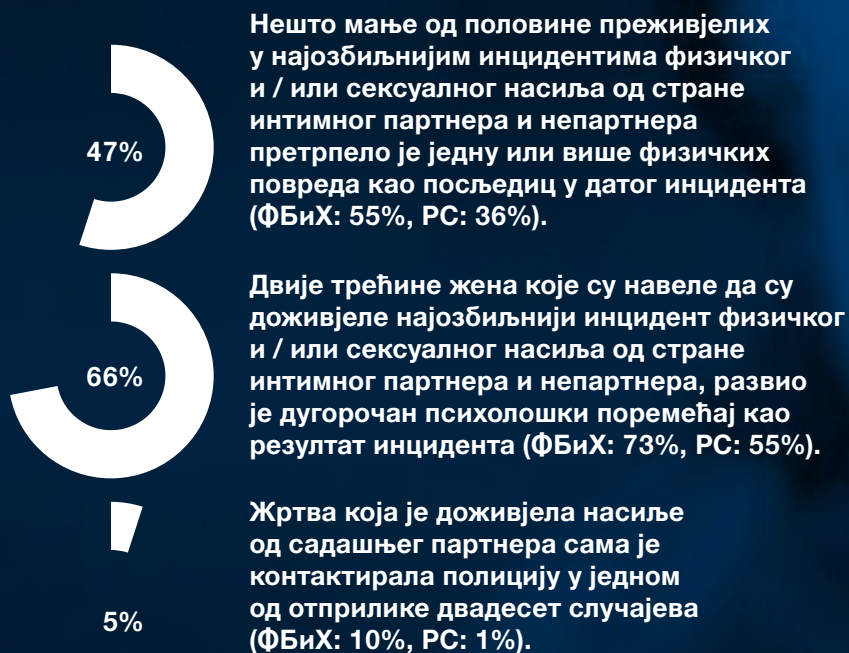 47%
Нешто мање од половине преживјелих
у најозбиљнијим инцидентима физичког
и / или сексуалног насиља од стране
интимног партнера и непартнера
претрпело је једну или више физичких
повреда као посљедиц у датог инцидента
(ФБиХ: 55%, РС: 36%).
66%
Двије трећине жена које су навеле да су
доживјеле најозбиљнији инцидент физичког
и / или сексуалног насиља од стране
интимног партнера и непартнера, развио
је дугорочан психолошки поремећај као
резултат инцидента (ФБиХ: 73%, РС: 55%).
5%
Жртва која је доживјела насиље
од садашњег партнера сама је
контактирала полицију у једном
од отприлике двадесет случајева
(ФБиХ: 10%, РС: 1%).